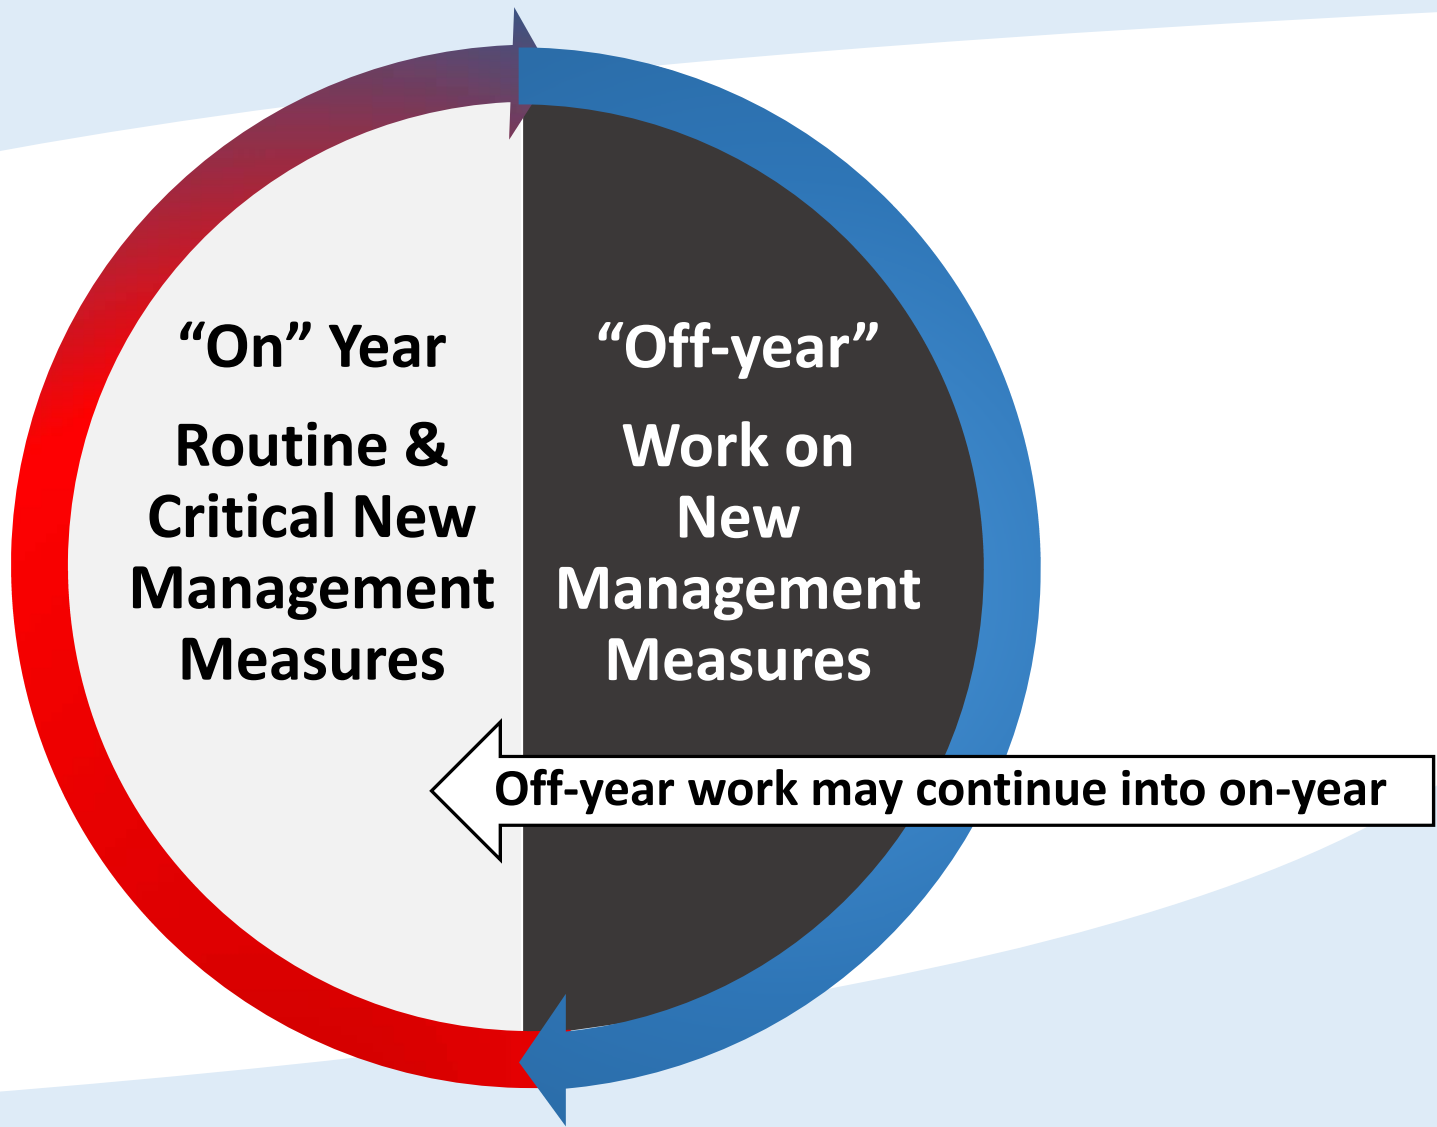 “On” Year
Routine &
Critical New
Management
Measures
“Off-year”
Work on
New
Management
Measures
Off-year work may continue into on-year